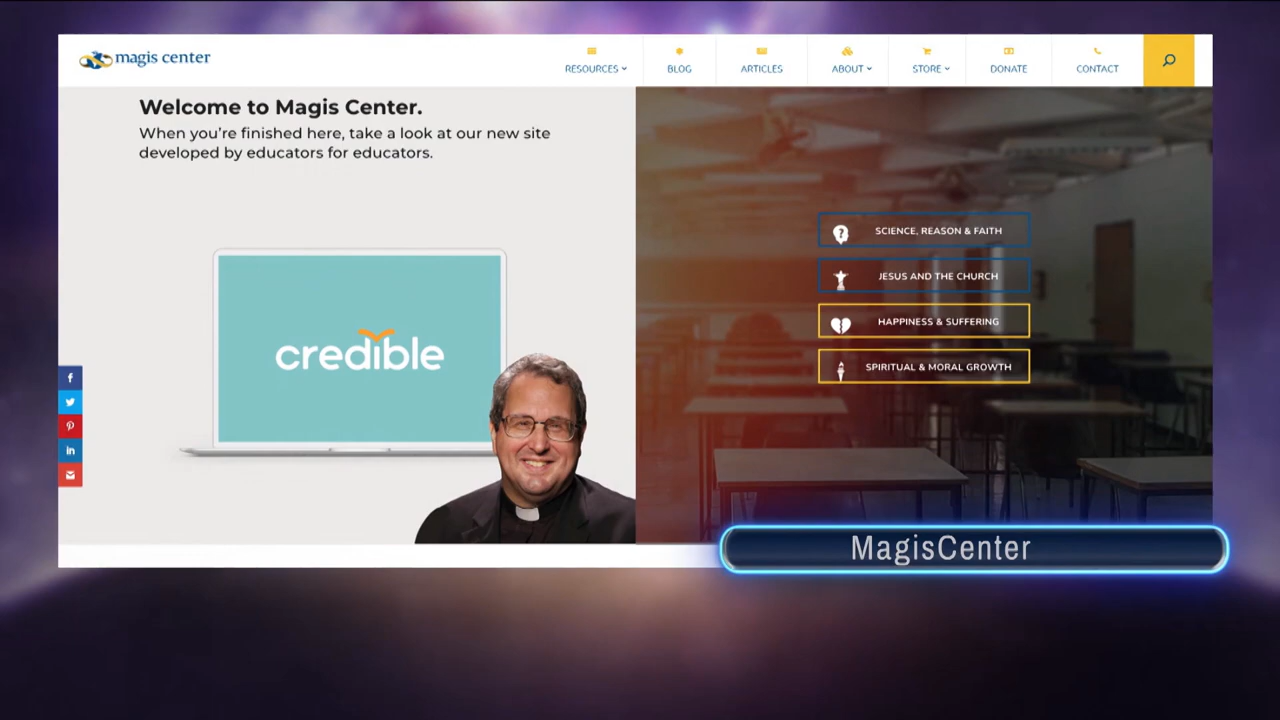 magis center
RESOURCES
BLOG
ARTICLES
ABOUT
STORE
DONATE
CONTACT
Welcome to Magis Center.
When you're finished here, take a look at our new site
developed by educators for educators.
credible
SCIENCE, REASON & FAITH
JESUS AND THE CHURCH
HAPPINESS & SUFFERING
SPIRITUAL & MORAL GROWTH
MagisCenter